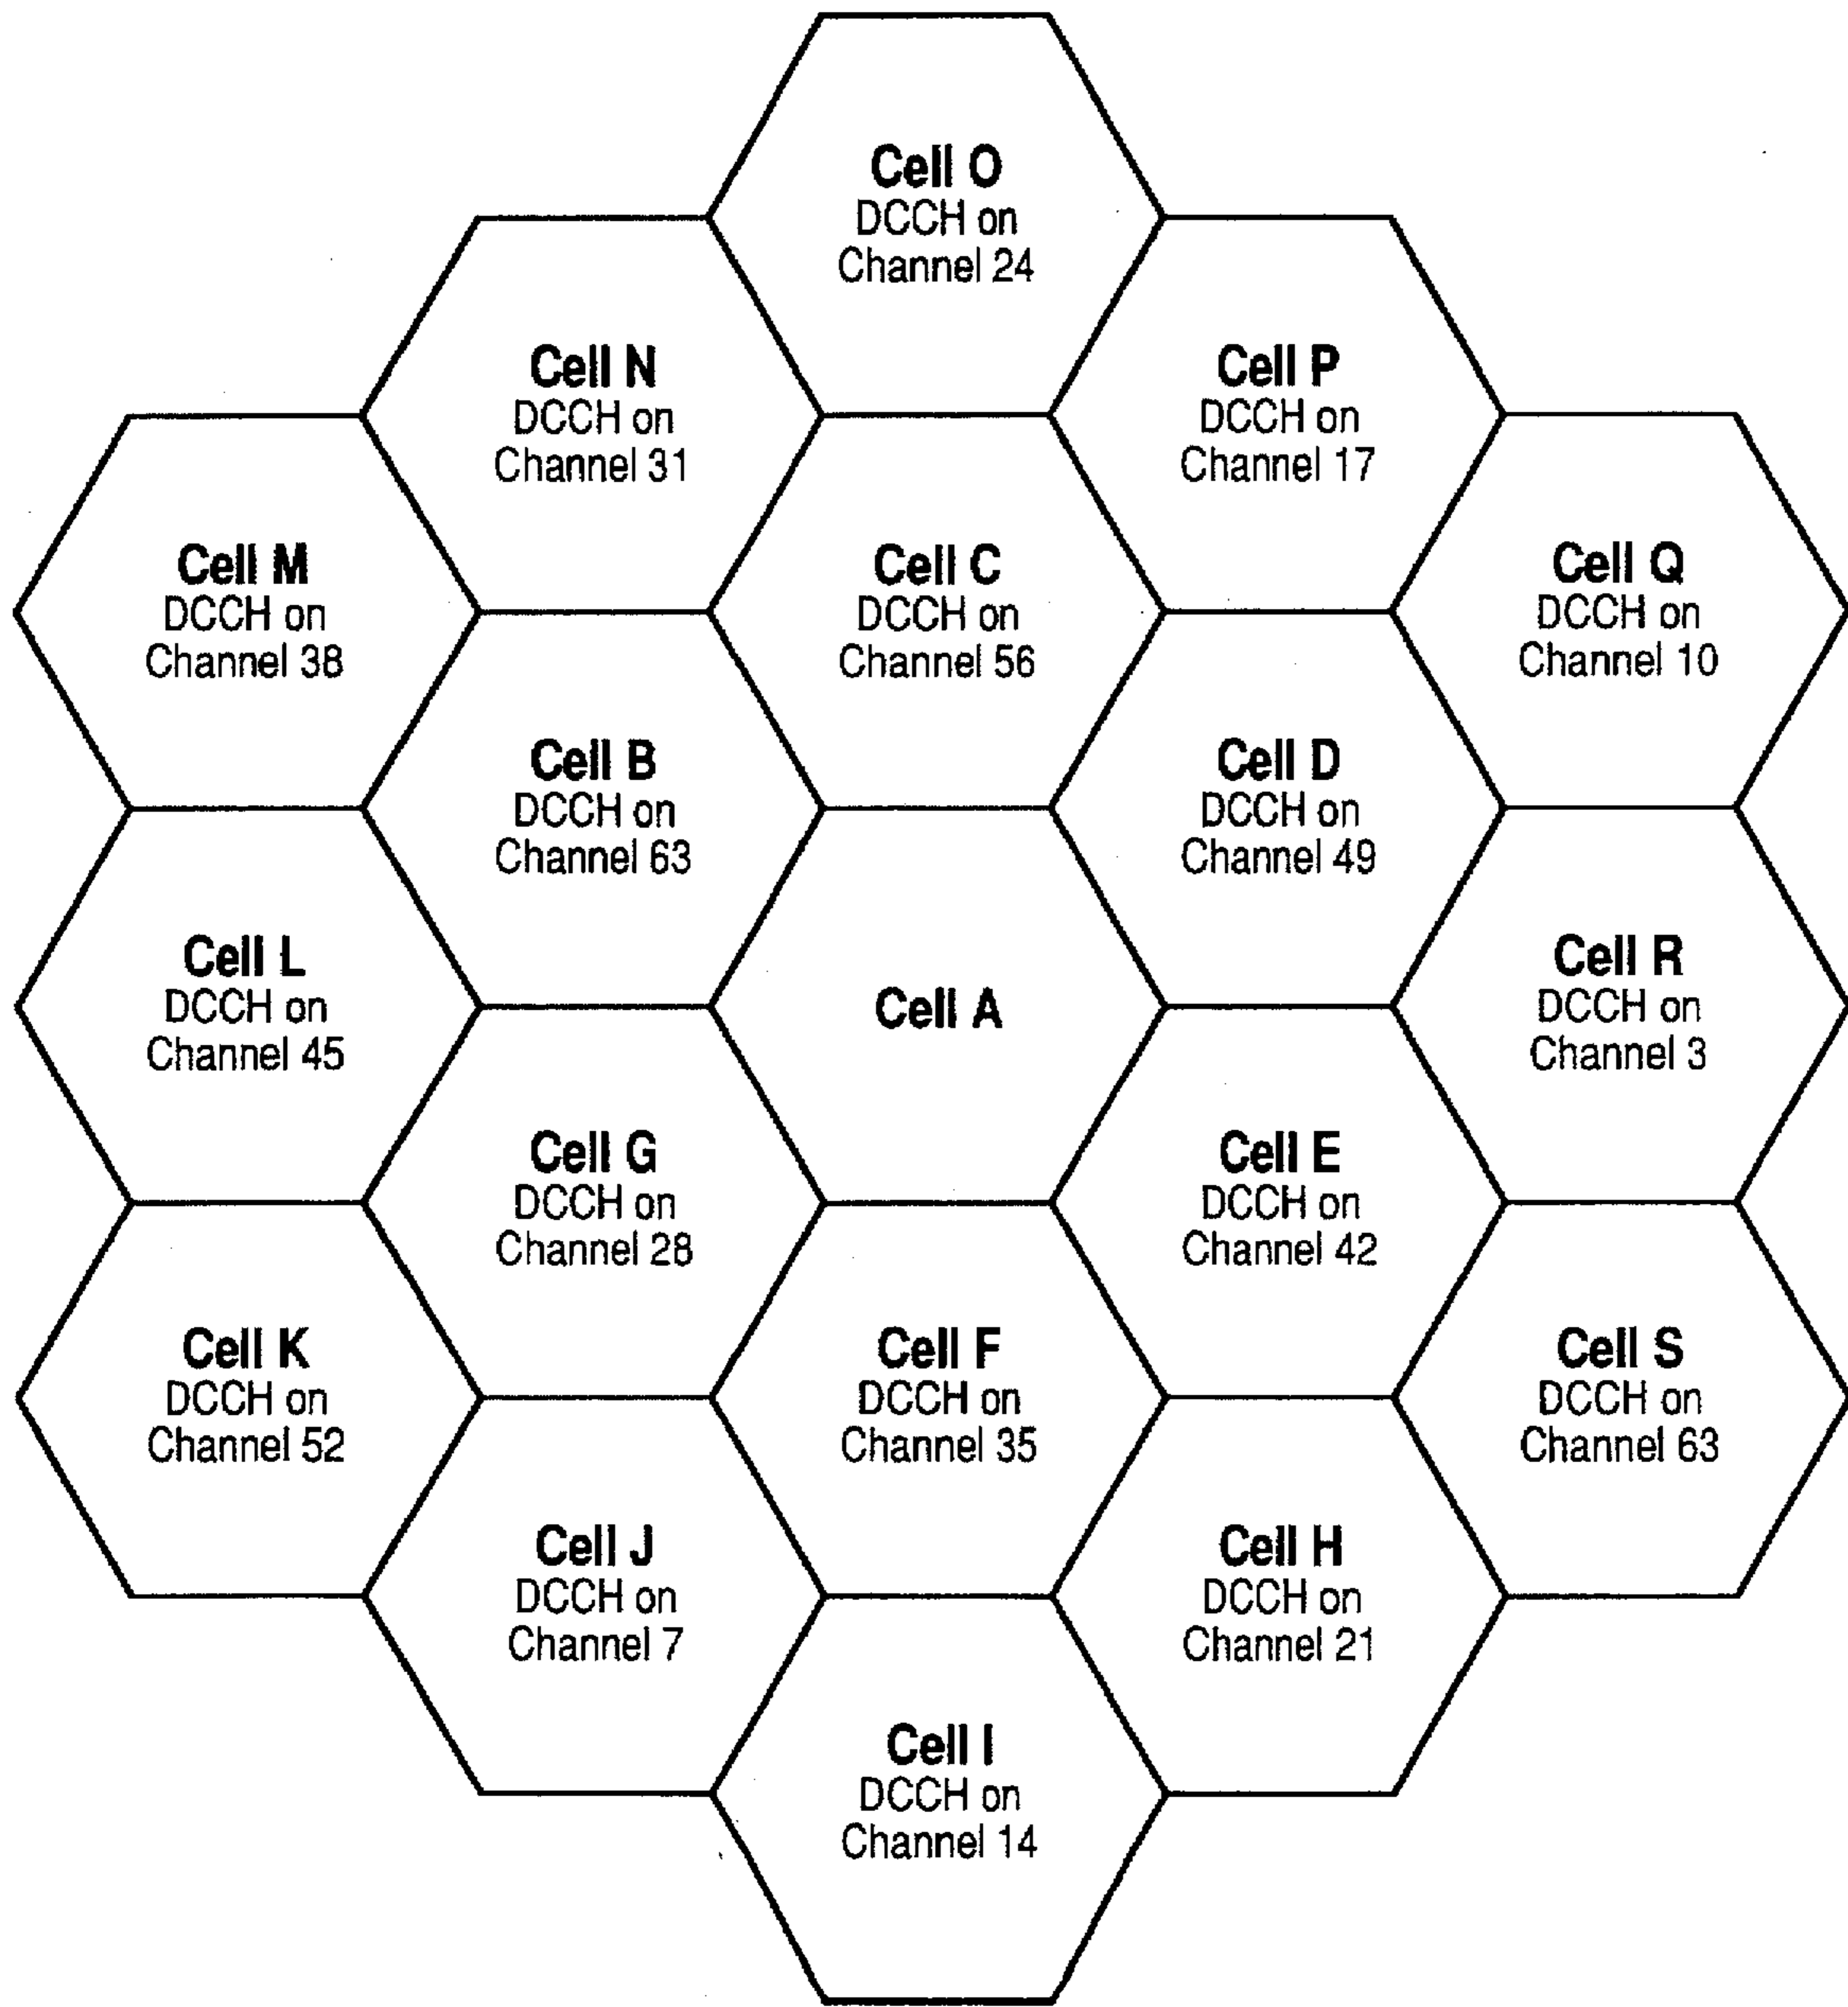 Cell O
DCCH on
Channel 24
Cell N
DCCH on
Channel 31
Cell P
DCCH on
Channel 17
Cell M
DCCH on
Channel 38
Cell C
DCCH on
Channel 56
Cell Q
DCCH on
Channel 10
Cell B
DCCH on
Channel 63
Cell D
DCCH on
Channel 49
Cell L
DCCH on
Channel 45
Cell A
Cell R
DCCH on
Channel 3
Cell G
DCCH on
Channel 28
Cell E
DCCH on
Channel 42
Cell K
DCCH on
Channel 52
Cell F
DCCH on
Channel 35
Cell S
DCCH on
Channel 63
Cell J
DCCH on
Channel 7
Cell H
DCCH on
Channel 21
Cell I
DCCH on
Channel 14